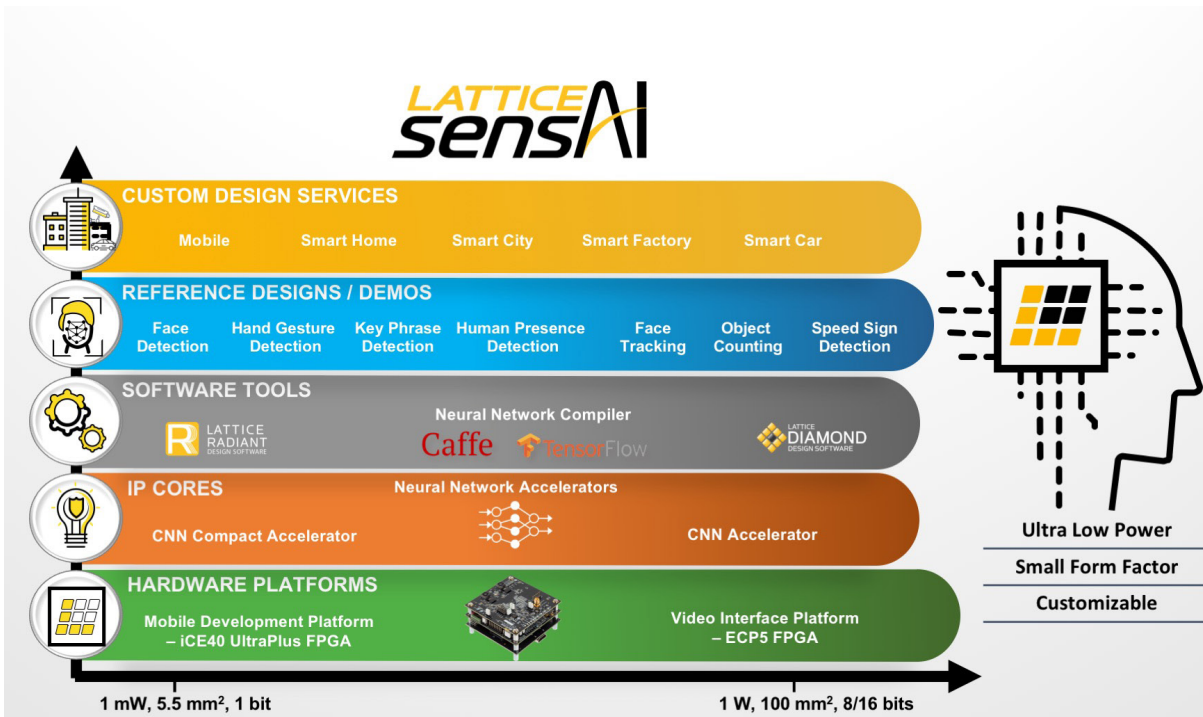 LATTICE
sensAI
CUSTOM DESIGN SERVICES
Mobile Smart Home Smart City Smart Factory Smart Car
REFERENCE DESIGNS / DEMOS
Face Detection Hand Gesture Detection Key Phrase Detection Human Presence Detection Face Tracking Object Counting Speed Sign Detection
SOFTWARE TOOLS
LATTICE
RADIANT
DESIGN SOFTWARE
Neural Network Compiler
Caffe TensorFlow
LATTICE
DIAMOND
DESIGN SOFTWARE
IP CORES
Neural Network Accelerators
CNN Compact Accelerator
CNN Accelerator
HARDWARE PLATFORMS
Mobile Development Platform
– iCE40 UltraPlus FPGA
Video Interface Platform
– ECP5 FPGA
1 mW, 5.5 mm², 1 bit
1 W, 100 mm², 8/16 bits
Ultra Low Power
Small Form Factor
Customizable